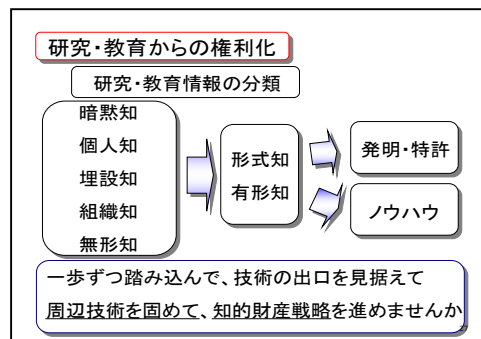 研究・教育からの権利化
研究・教育情報の分類
暗黙知
個人知
埋設知
組織知
無形知
形式知
有形知
発明・特許
ノウハウ
一歩ずつ踏み込んで、技術の出口を見据えて
周辺技術を固めて、知的財産戦略を進めませんか